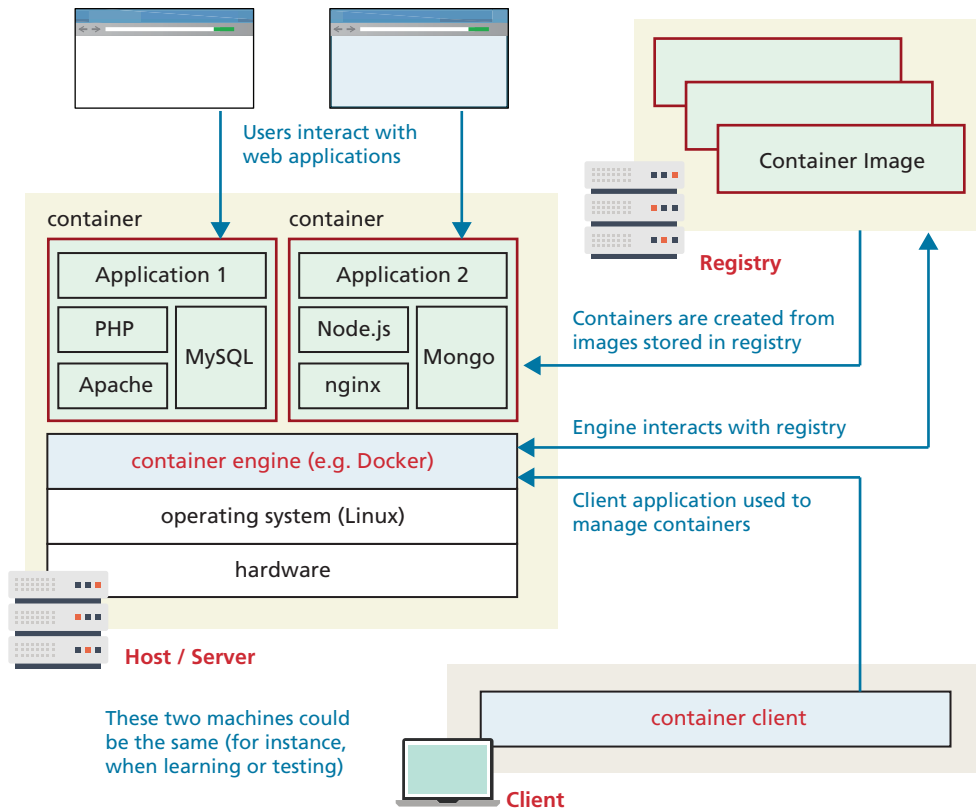 Users interact with
web applications
container
container
Application 1
PHP
MySQL
Apache
Application 2
Node.js
Mongo
nginx
container engine (e.g. Docker)
operating system (Linux)
hardware
Host / Server
Container Image
Registry
Containers are created from
images stored in registry
Engine interacts with registry
Client application used to
manage containers
These two machines could
be the same (for instance,
when learning or testing)
container client
Client